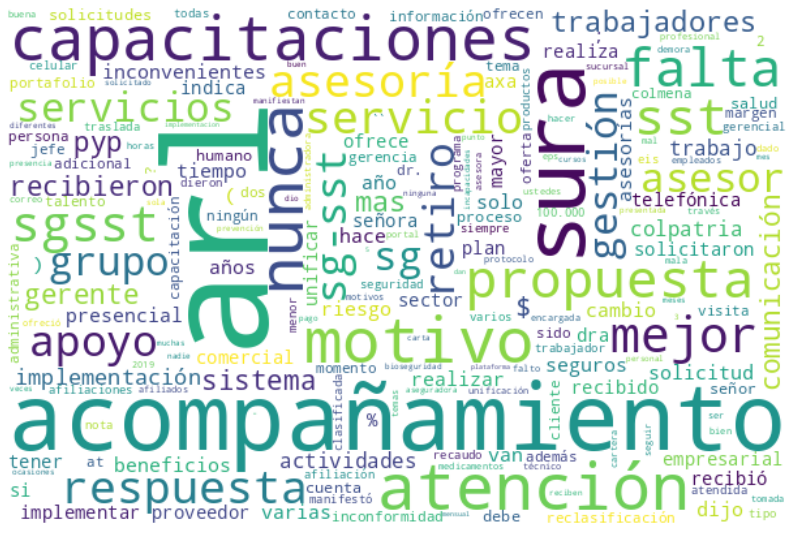 buena
solicitudes
todas
contacto
información
ofrecen
trabajadores
capacitaciones
sura
falta
celular
solicitado
buen
tema
sucursal
profesional
demora
realiza
2
portafolio
inconvenientes
indica
asesoría
axa
posible
colmena
diferentes
manifiestan
implementacion
productos
servicios
arl
nunca
servicio
sst
salud
margen
gerencial
persona
traslada
pyp
jefe
adicional
horas
humano
ofrece
gerencia
dr.
programa
punto
asesora
oferta
hacer
gestión
asesorías
eps
cursos
mal
empleados
trabajo
dado
mes
presencia
tiempo
dieron
dio
administradora
ninguna
mayor
incapacidades
eis
asesor
recibieron
correo
talento
(
dos
sg-sst
año
mas
señora
retiro
solo
proceso
ustedes
100.000
presentada
través
telefónica
sgsst
ningún
capacitación
sola
prevención
unificar
hace
s
portal
sg
siempre
plan
mala
colpatria
solicitaron
comunicación
grupo
)
años
seguridad
protocolo
dan
propuesta
meses
administrativa
gerente
presencial
menor
motivos
riesgo
sector
$
cambio
visita
encargada
ofreció
muchas
pago
apoyo
nadie
comercial
motivo
carta
bioseguridad
varios
sido
dra
mejor
2019
trabajador
3
implementación
sistema
momento
plataforma
falto
seguros
personal
solicitud
veces
afiliaciones
afiliados
clasificada
temas
aseguradora
realizar
unificación
recibido
señor
acompañamiento
nota
%
cliente
ser
bien
tener
at
beneficios
actividades
recaudo
van
además
cartera
seguir
empresarial
ocasiones
si
respuesta
afiliación
cuenta
manifestó
medicamentos
técnico
atención
recibió
atendida
tomada
implementar
proveedor
varias
inconformidad
mensual
reciben
debe
reclasificación
dijo
tipo